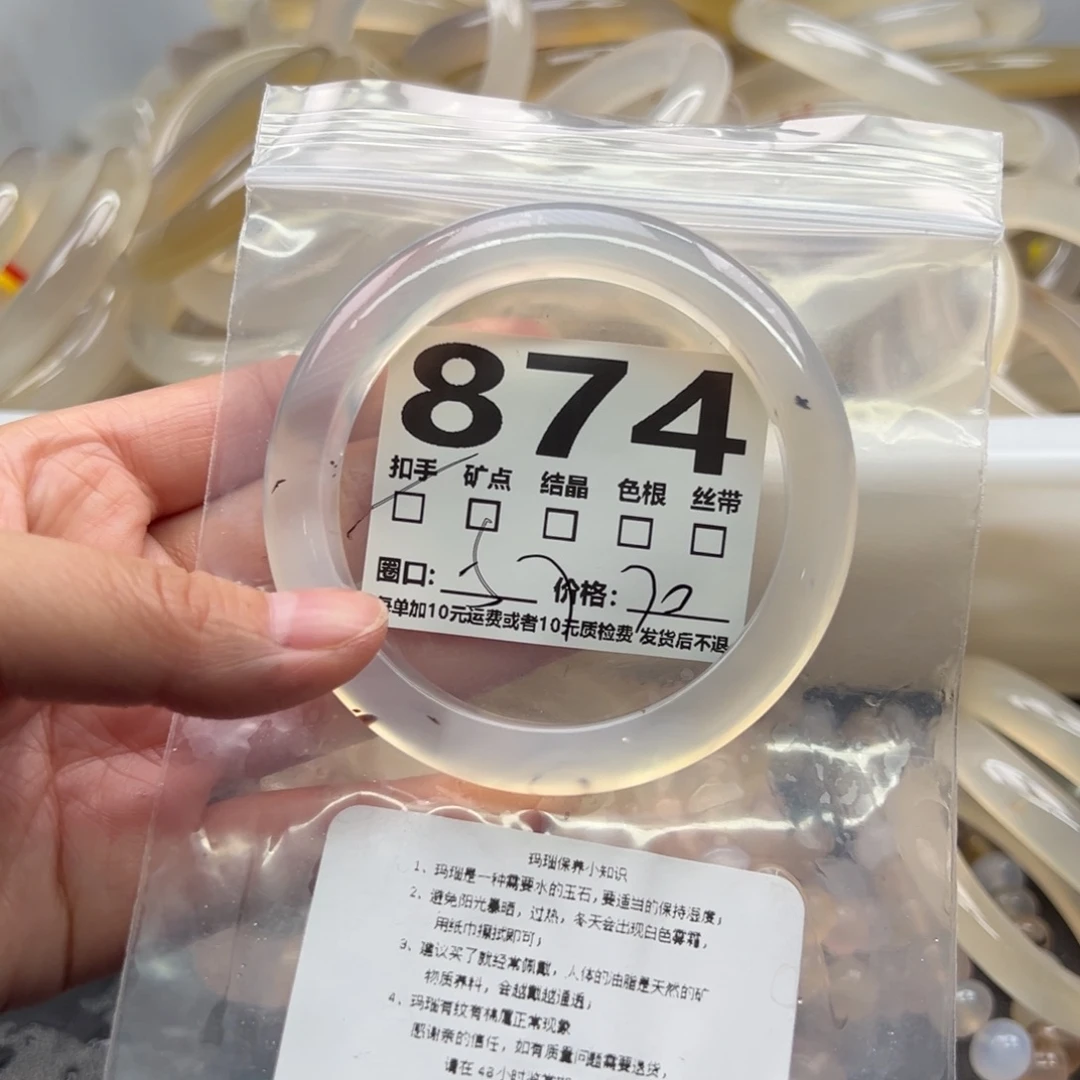 874
扣手 矿点 结晶 色根 丝带
圈口: 价格:
每单加10元运费或者10元质检费 发货后不退
玛瑙保养小知识
1、玛瑙是一种需要水的玉石,要适当的保持湿度;
2、避免阳光暴晒,过热,冬天会出现白色雾霜,
用纸巾擦拭即可;
3、建议买了就经常佩戴,人体的油脂是天然的矿
物质养料,会越戴越通透;
4、玛瑙有纹有棉属正常现象
感谢亲的信任,如有质量问题需要退货,
请在48小时